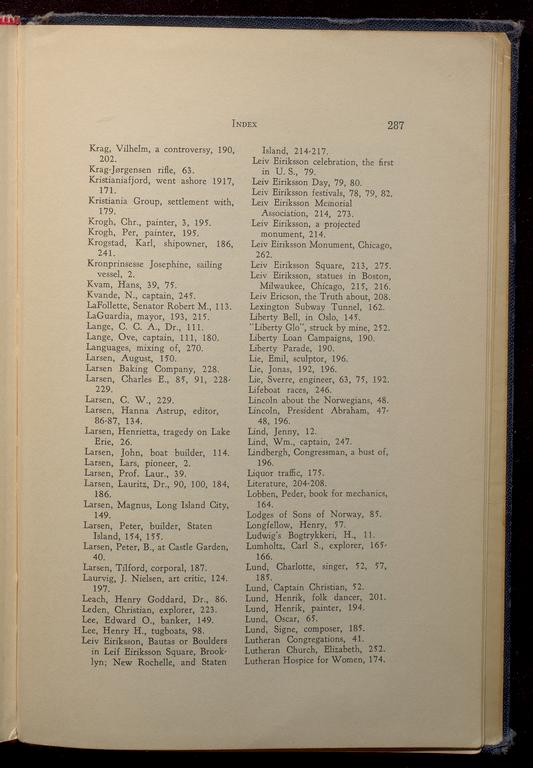 INDEX
287
Krag, Vilhelm, a controversy, 190,
202.
Krag-Jørgensen rifle, 63.
Kristianiafjord, went ashore 1917,
171.
Kristiania Group, settlement with,
179.
Krogh, Chr., painter, 3, 195.
Krogh, Per, painter, 195.
Krogstad, Karl, shipowner, 186,
241.
Kronprinsesse Josephine, sailing
vessel, 2.
Kvam, Hans, 39, 75.
Kvande, N., captain, 245.
LaFollette, Senator Robert M., 113.
LaGuardia, mayor, 193, 215.
Lange, C. C. A., Dr., 111.
Lange, Ove, captain, 111, 180.
Languages, mixing of, 270.
Larsen, August, 150.
Larsen Baking Company, 228.
Larsen, Charles E., 85, 91, 228-
229.
Larsen, C. W., 229.
Larsen, Hanna Astrup, editor,
86-87, 134.
Larsen, Henrietta, tragedy on Lake
Erie, 26.
Larsen, John, boat builder, 114.
Larsen, Lars, pioneer, 2.
Larsen, Prof. Laur., 39.
Larsen, Lauritz, Dr., 90, 100, 184,
186.
Larsen, Magnus, Long Island City,
149.
Larsen, Peter, builder, Staten
Island, 154, 155.
Larsen, Peter, B., at Castle Garden,
40.
Larsen, Tilford, corporal, 187.
Laurvig, J. Nielsen, art critic, 124.
197.
Leach, Henry Goddard, Dr., 86.
Leden, Christian, explorer, 223.
Lee, Edward O., banker, 149.
Lee, Henry H., tugboats, 98.
Leiv Eiriksson, Bautas or Boulders
in Leif Eiriksson Square, Brook-
lyn; New Rochelle, and Staten
Island, 214-217.
Leiv Eiriksson celebration, the first
in U. S., 79.
Leiv Eiriksson Day, 79, 80.
Leiv Eiriksson festivals, 78, 79, 82.
Leiv Eiriksson Memorial
Association, 214, 273.
Leiv Eiriksson, a projected
monument, 214.
Leiv Eiriksson Monument, Chicago,
262.
Leiv Eiriksson Square, 213, 275.
Leiv Eiriksson, statues in Boston,
Milwaukee, Chicago, 215, 216.
Leiv Ericson, the Truth about, 208.
Lexington Subway Tunnel, 162.
Liberty Bell, in Oslo, 145.
"Liberty Glo", struck by mine, 252.
Liberty Loan Campaigns, 190.
Liberty Parade, 190.
Lie, Emil, sculptor, 196.
Lie, Jonas, 192, 196.
Lie, Sverre, engineer, 63, 75, 192.
Lifeboat races, 246.
Lincoln about the Norwegians, 48.
Lincoln, President Abraham, 47-
48, 196.
Lind, Jenny, 12.
Lind, Wm., captain, 247.
Lindbergh, Congressman, a bust of,
196.
Liquor traffic, 175.
Literature, 204-208.
Lobben, Peder, book for mechanics,
164.
Lodges of Sons of Norway, 85.
Longfellow, Henry, 57.
Ludwig's Bogtrykkeri, H., 11.
Lumholtz, Carl S., explorer, 165-
166.
Lund, Charlotte, singer, 52, 57,
185.
Lund, Captain Christian, 52.
Lund, Henrik, folk dancer, 201.
Lund, Henrik, painter, 194.
Lund, Oscar, 65.
Lund, Signe, composer, 185.
Lutheran Congregations, 41.
Lutheran Church, Elizabeth, 252.
Lutheran Hospice for Women, 174.